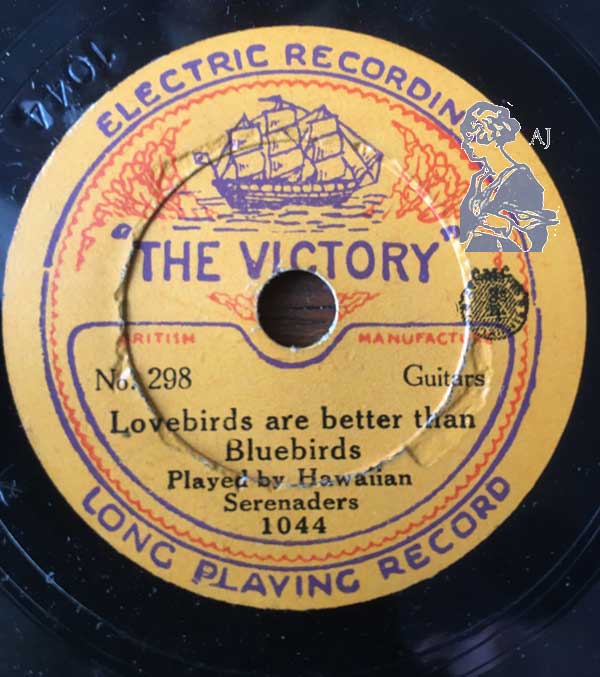 1044
ELECTRIC RECORDING
AJ
"THE VICTORY"
BRITISH MANUFACTURE
No. 298 Guitars
Lovebirds are better than
Bluebirds
Played by Hawaiian
Serenaders
1044
LONG PLAYING RECORD